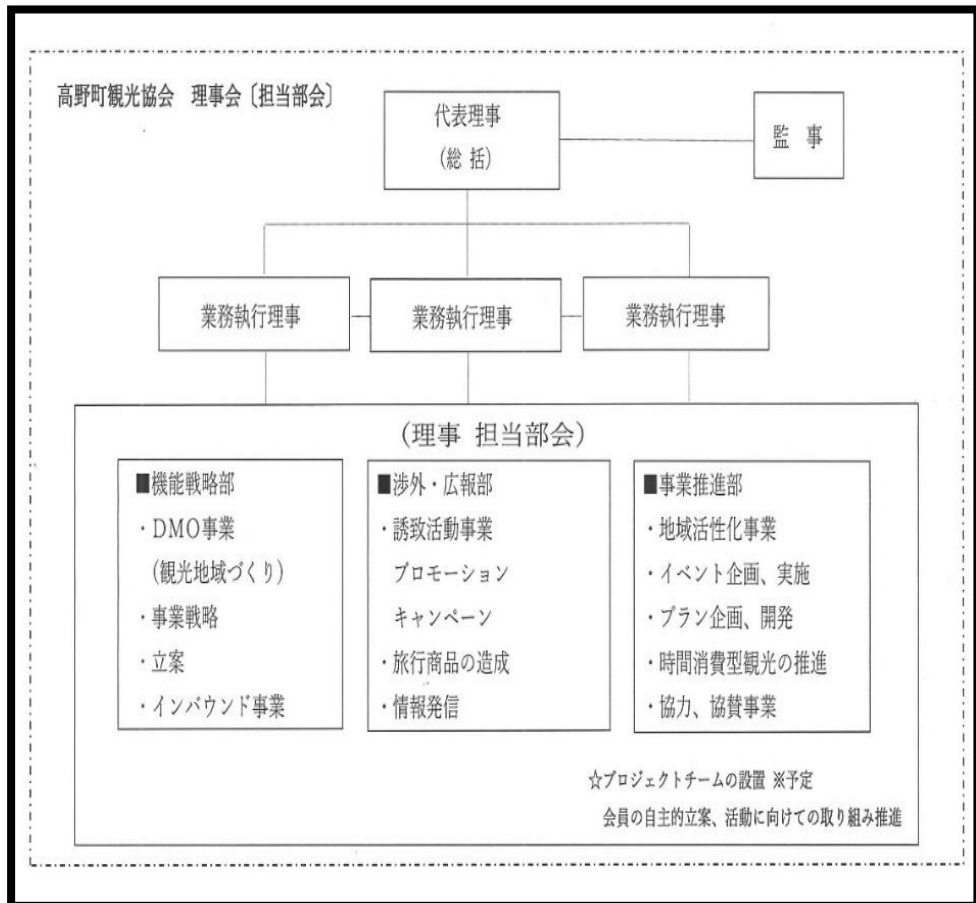 高野町観光協会 理事会〔担当部会〕
代表理事
(総 括)
監 事
業務執行理事
業務執行理事
業務執行理事
(理事 担当部会)
■機能戦略部
・DMO事業
(観光地域づくり)
・事業戦略
・立案
・インバウンド事業
■渉外・広報部
・誘致活動事業
プロモーション
キャンペーン
・旅行商品の造成
・情報発信
■事業推進部
・地域活性化事業
・イベント企画、実施
・プラン企画、開発
・時間消費型観光の推進
・協力、協賛事業
☆プロジェクトチームの設置 ※予定
会員の自主的立案、活動に向けての取り組み推進